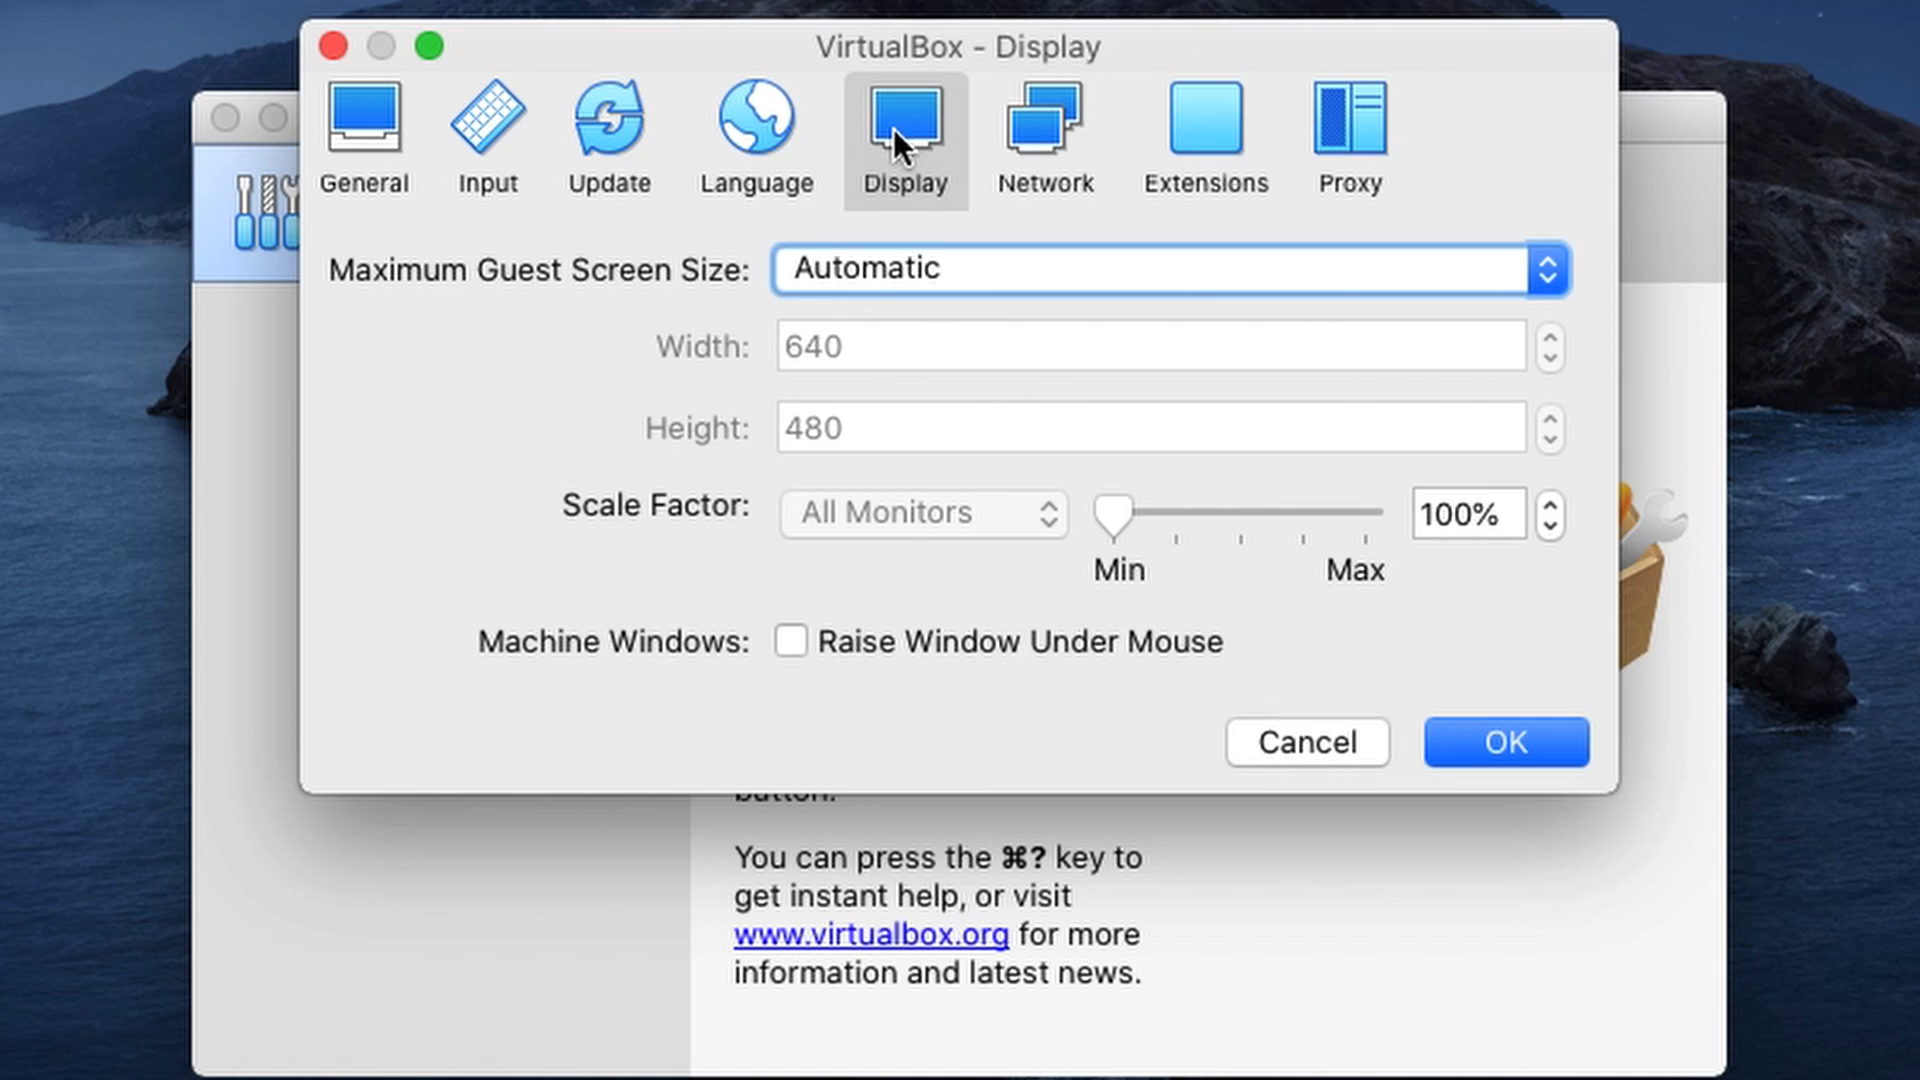 VirtualBox - Display
General Input Update Language Display Network Extensions Proxy
Maximum Guest Screen Size: Automatic
Width: 640
Height: 480
Scale Factor: All Monitors 100%
Min Max
Machine Windows: Raise Window Under Mouse
Cancel OK
button.
You can press the ⌘? key to
get instant help, or visit
www.virtualbox.org for more
information and latest news.